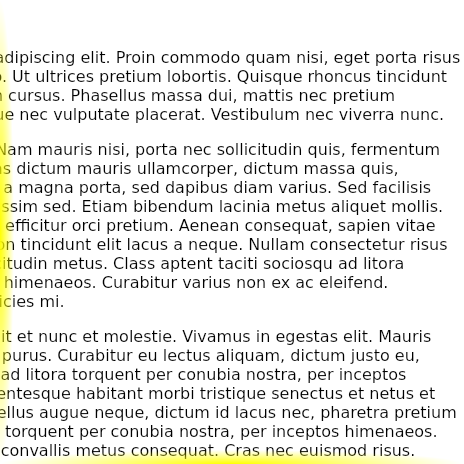 adipiscing elit. Proin commodo quam nisi, eget porta risus
. Ut ultrices pretium lobortis. Quisque rhoncus tincidunt
cursus. Phasellus massa dui, mattis nec pretium
nec vulputate placerat. Vestibulum nec viverra nunc.
Nam mauris nisi, porta nec sollicitudin quis, fermentum
dictum mauris ullamcorper, dictum massa quis,
a magna porta, sed dapibus diam varius. Sed facilisis
ssim sed. Etiam bibendum lacinia metus aliquet mollis.
efficitur orci pretium. Aenean consequat, sapien vitae
on tincidunt elit lacus a neque. Nullam consectetur risus
itudin metus. Class aptent taciti sociosqu ad litora
himenaeos. Curabitur varius non ex ac eleifend.
icies mi.
it et nunc et molestie. Vivamus in egestas elit. Mauris
purus. Curabitur eu lectus aliquam, dictum justo eu,
ad litora torquent per conubia nostra, per inceptos
entesque habitant morbi tristique senectus et netus et
ellus augue neque, dictum id lacus nec, pharetra pretium
torquent per conubia nostra, per inceptos himenaeos.
convallis metus consequat. Cras nec euismod risus.